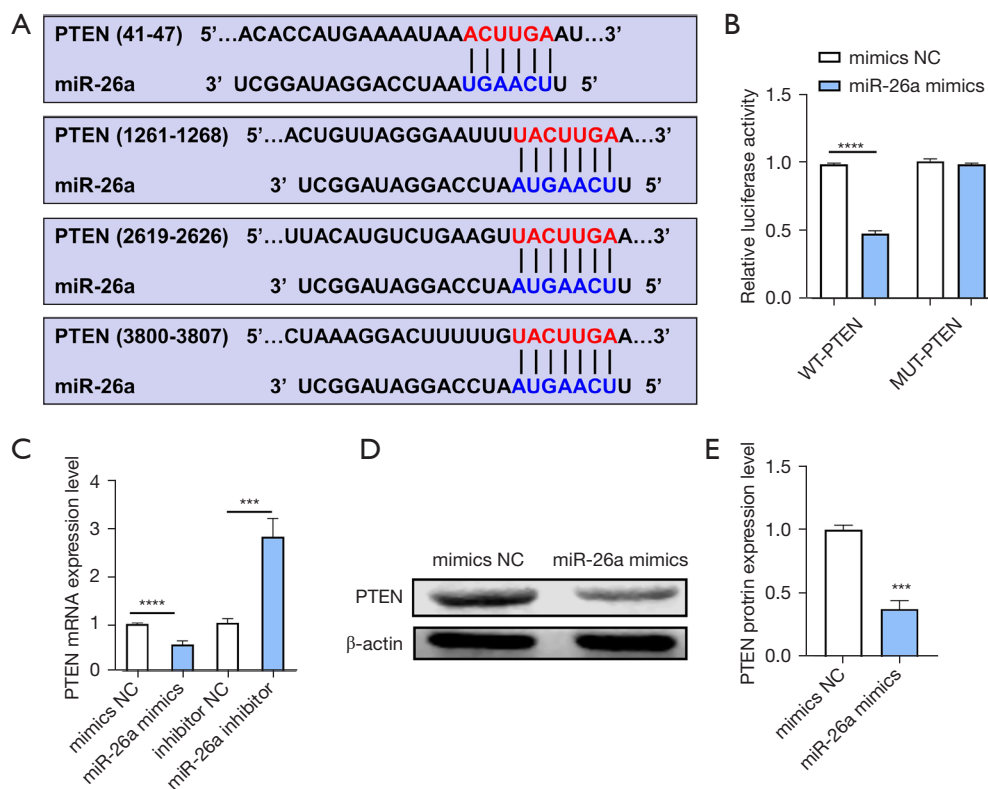 A
PTEN (41-47) 5’...ACACCAUGAAAAUAAACUUGAAU...3’
miR-26a 3’ UCGGAUAGGACCUAAUGAACUU 5’
PTEN (1261-1268) 5’...ACUGUUAGGGAAUUUUACUUGAA...3’
miR-26a 3’ UCGGAUAGGACCUAAUGAACUU 5’
PTEN (2619-2626) 5’...UUACAUGUCUGAAGUUACUUGAA...3’
miR-26a 3’ UCGGAUAGGACCUAAUGAACUU 5’
PTEN (3800-3807) 5’...CUAAAGGACUUUUUGUACUUGAA...3’
miR-26a 3’ UCGGAUAGGACCUAAUGAACUU 5’
B
mimics NC
miR-26a mimics
Relative luciferase activity
1.5
1.0
0.5
0.0
****
WT-PTEN
MUT-PTEN
C
PTEN mRNA expression level
4
3
2
1
0
****
***
mimics NC
miR-26a mimics
inhibitor NC
miR-26a inhibitor
D
mimics NC miR-26a mimics
PTEN
β-actin
E
PTEN protrin expression level
1.5
1.0
0.5
0.0
***
mimics NC
miR-26a mimics